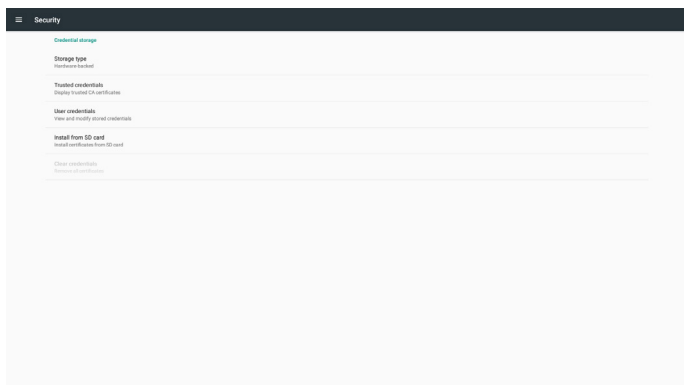 Security
Credential storage
Storage type
Hardware-backed
Trusted credentials
Display trusted CA certificates
User credentials
View and modify stored credentials
Install from SD card
Install certificates from SD card
Clear credentials
Remove all certificates